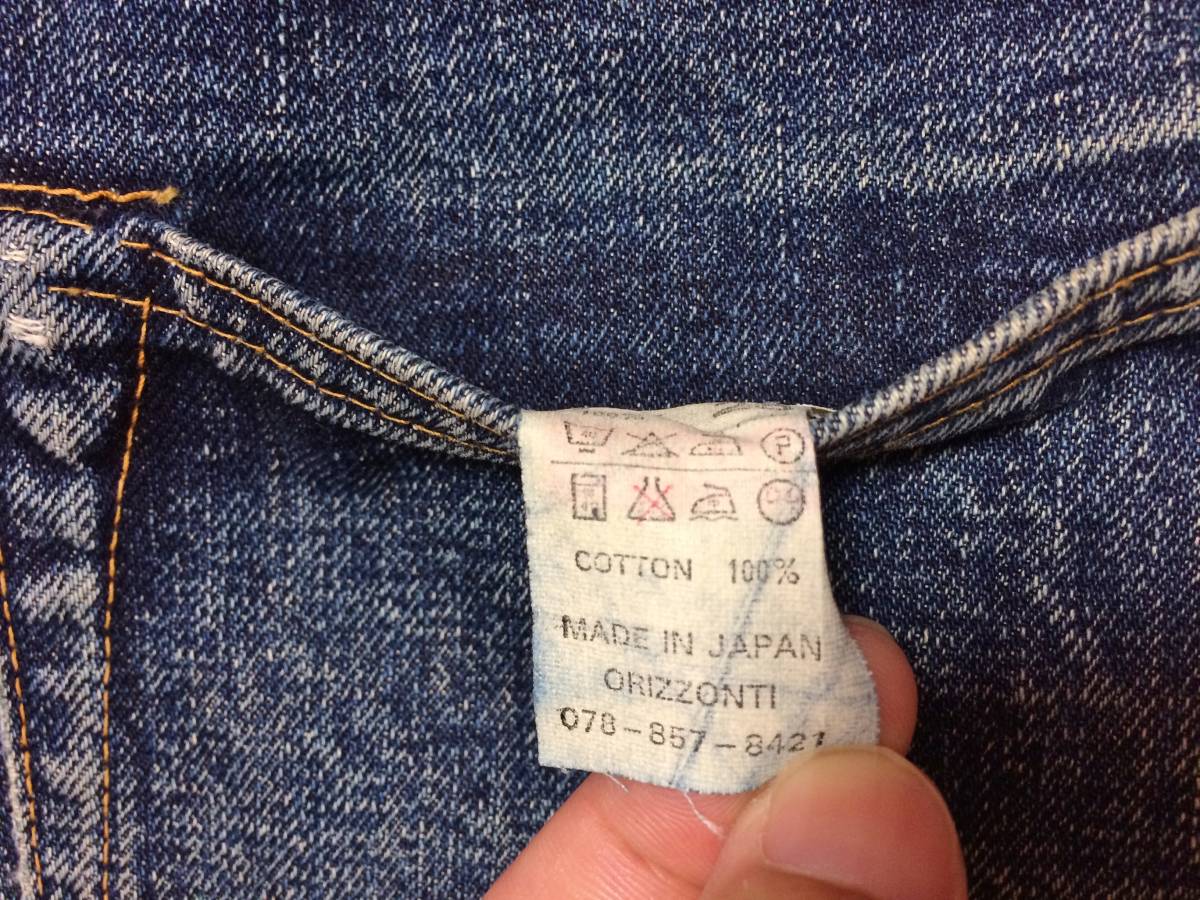 COTTON 100%
MADE IN JAPAN
ORIZZONTI
078-857-8421